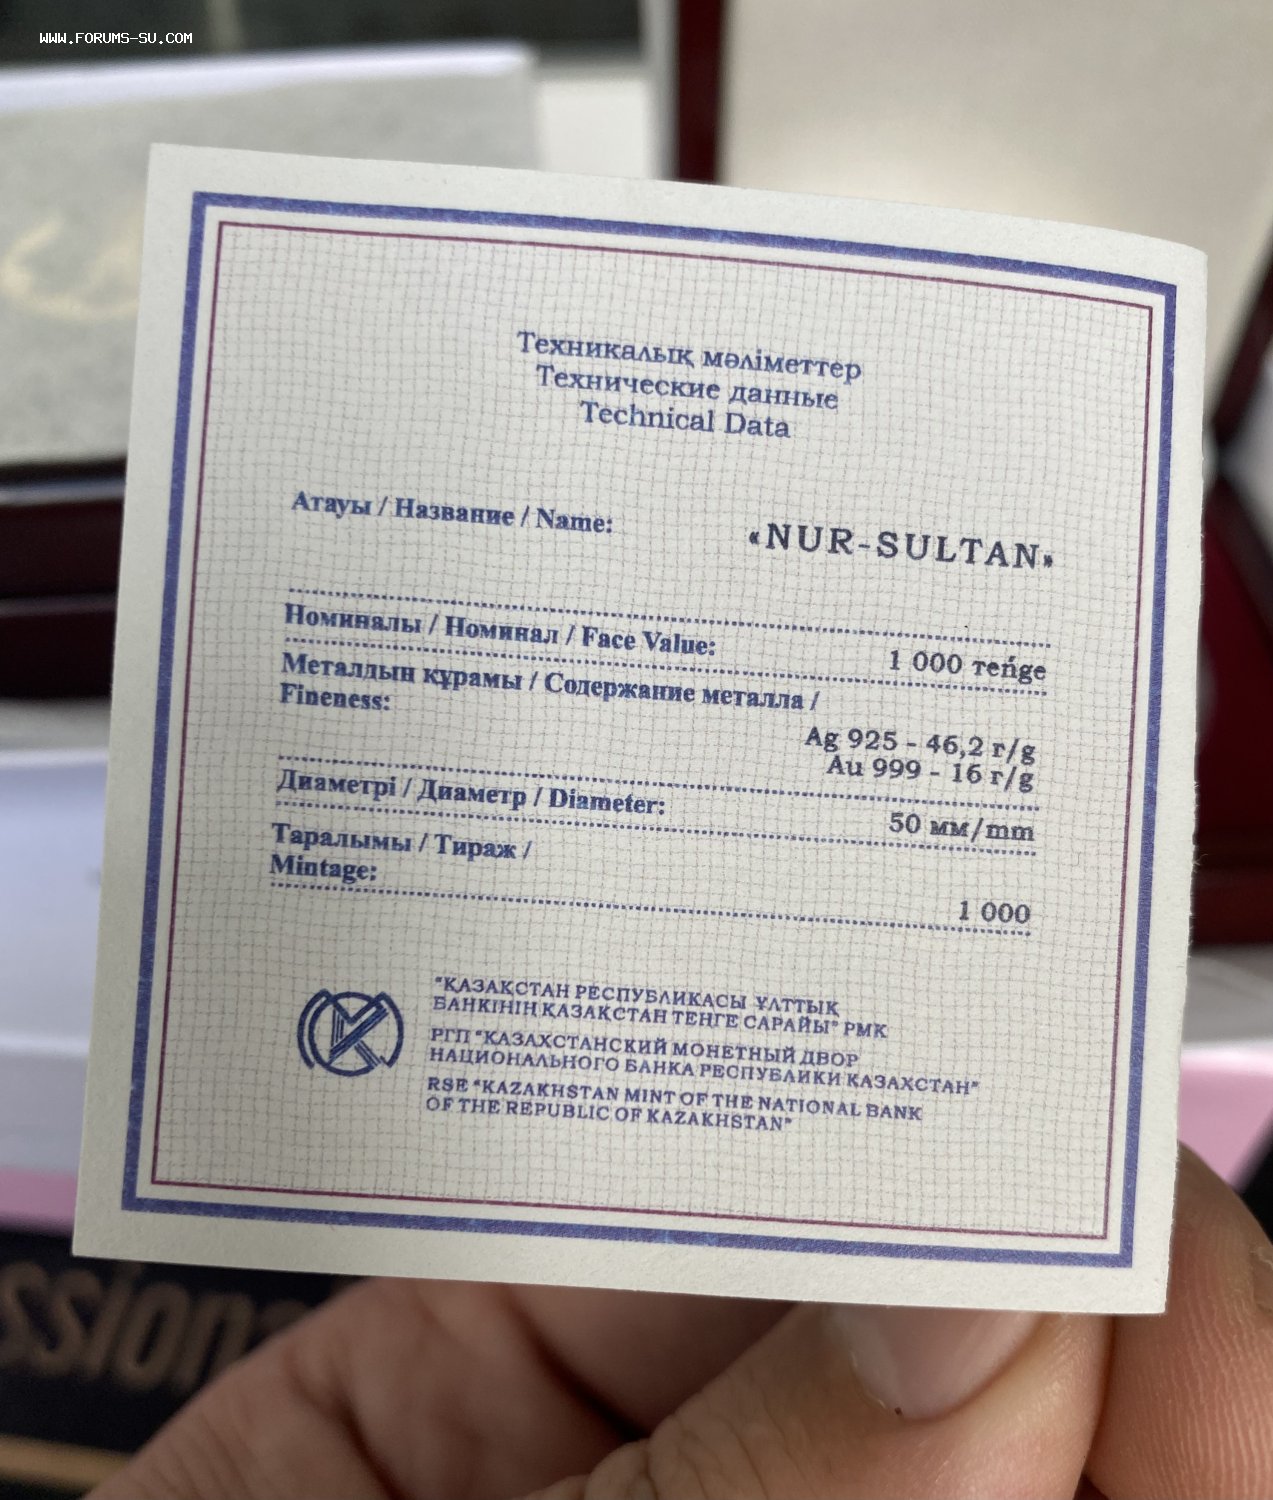 WWW.FORUMS-SU.COM
Техникалық мәліметтер
Технические данные
Technical Data
Атауы / Название / Name: «NUR-SULTAN»
Номиналы / Номинал / Face Value: 1 000 теńge
Металдын құрамы / Содержание металла /
Fineness:
Ag 925 - 46,2 г/g
Au 999 - 16 г/g
Диаметрі / Диаметр / Diameter: 50 мм/mm
Таралымы / Тираж /
Mintage: 1 000
"ҚАЗАҚСТАН РЕСПУБЛИКАСЫ ҰЛТТЫҚ
БАНКІНІҢ ҚАЗАҚСТАН ТЕҢГЕ САРАЙЫ" РМК
РГП "КАЗАХСТАНСКИЙ МОНЕТНЫЙ ДВОР
НАЦИОНАЛЬНОГО БАНКА РЕСПУБЛИКИ КАЗАХСТАН"
RSE "KAZAKHSTAN MINT OF THE NATIONAL BANK
OF THE REPUBLIC OF KAZAKHSTAN"